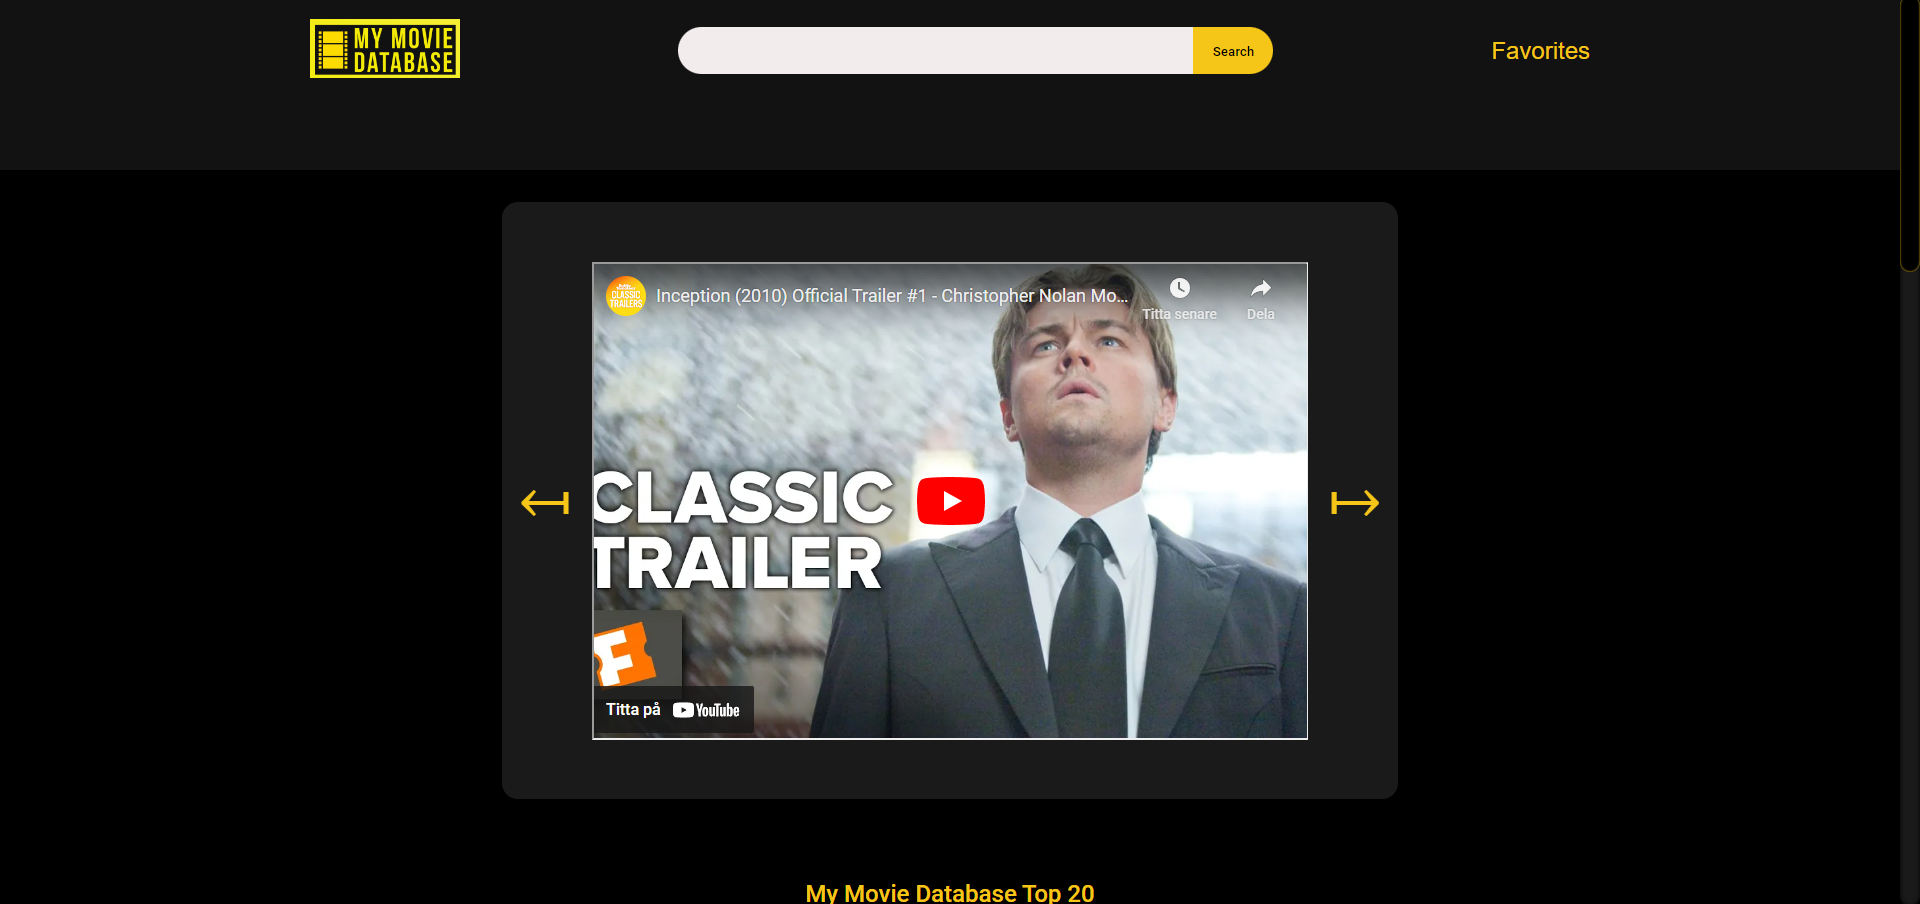 MY MOVIE
DATABASE
Search
Favorites
CLASSIC
TRAILERS
Inception (2010) Official Trailer #1 - Christopher Nolan Mo...
Titta senare
Dela
CLASSIC
TRAILER
F
Titta på YouTube
My Movie Database Top 20